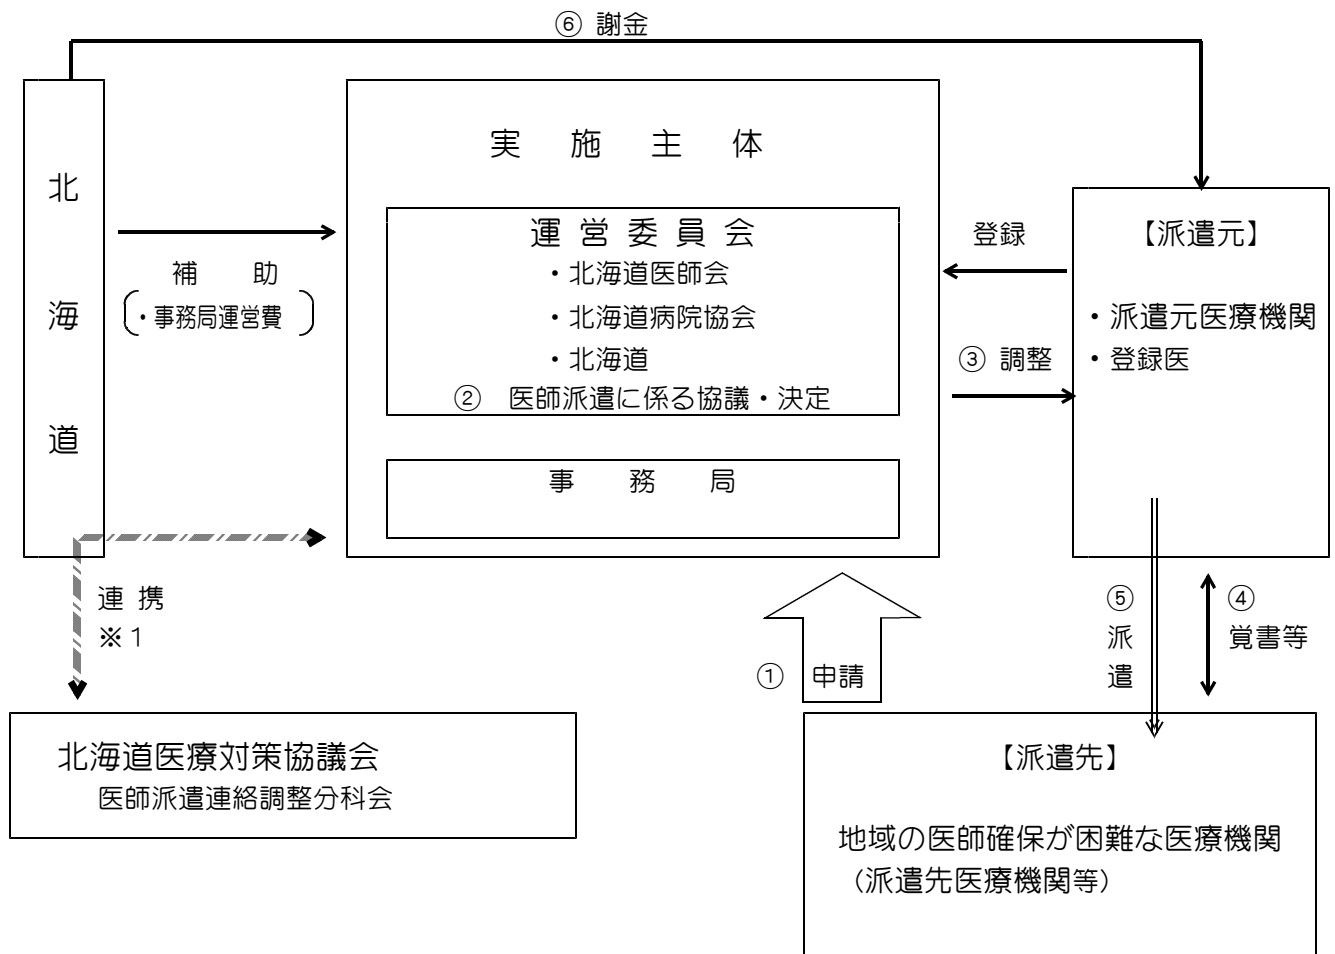 ⑥ 謝金
北海道
実施主体
運営委員会
・北海道医師会
・北海道病院協会
・北海道
② 医師派遣に係る協議・決定
事務局
補助
・事務局運営費
登録
③ 調整
【派遣元】
・派遣元医療機関
・登録医
連携
※1
① 申請
⑤
派
遣
④
覚書等
北海道医療対策協議会
医師派遣連絡調整分科会
【派遣先】
地域の医師確保が困難な医療機関
（派遣先医療機関等）